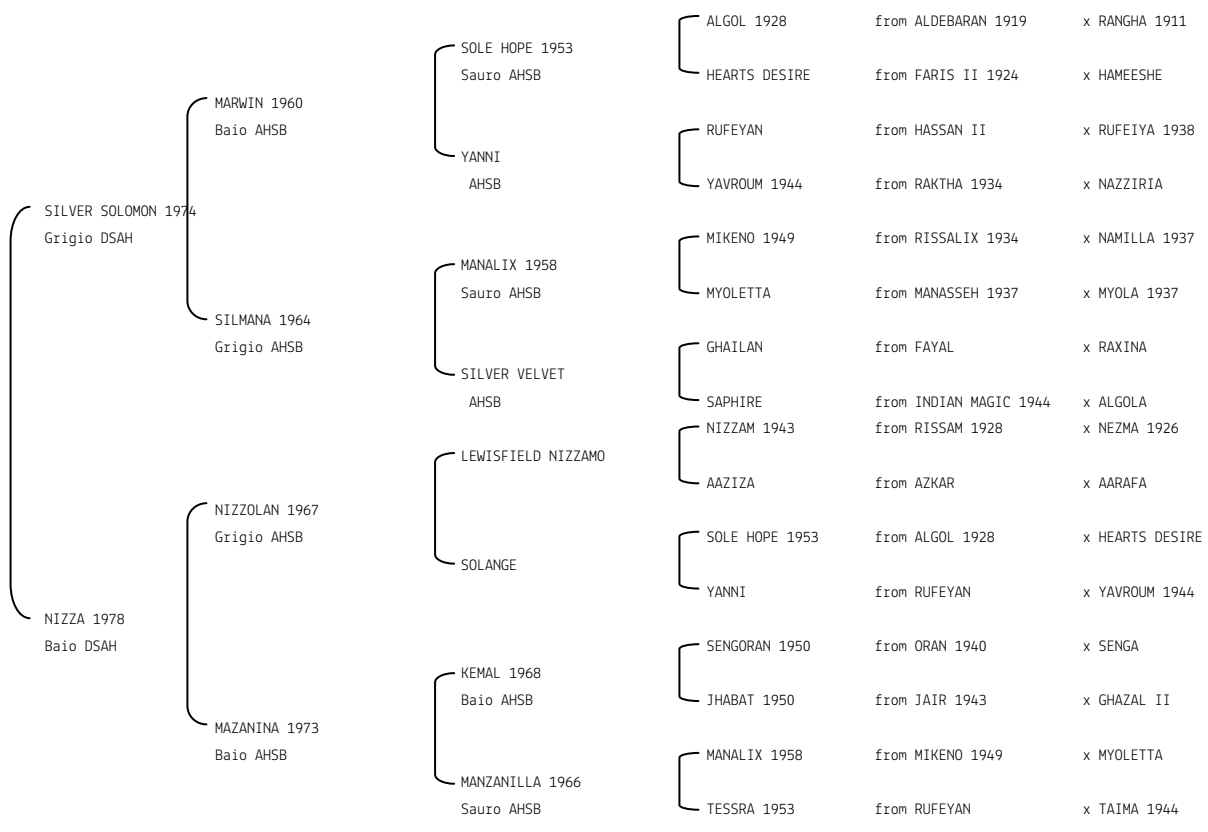 ALGOL 1928 from ALDEBARAN 1919 x RANGHA 1911
SOLE HOPE 1953
Sauro AHSB HEARTS DESIRE from FARIS II 1924 x HAMEESHE
MARWIN 1960
Baio AHSB RUFEYAN from HASSAN II x RUFEIYA 1938
YANNI
AHSB YAVROUM 1944 from RAKTHA 1934 x NAZZIRIA
SILVER SOLOMON 1974
Grigio DSAH MIKENO 1949 from RISSALIX 1934 x NAMILLA 1937
MANALIX 1958
Sauro AHSB MYOLETTA from MANASSEH 1937 x MYOLA 1937
SILMANA 1964
Grigio AHSB GHAILAN from FAYAL x RAXINA
SILVER VELVET
AHSB SAPHIRE from INDIAN MAGIC 1944 x ALGOLA
NIZZAM 1943 from RISSAM 1928 x NEZMA 1926
LEWISFIELD NIZZAMO
AAZIZA from AZKAR x AARAFA
NIZZOLAN 1967
Grigio AHSB SOLE HOPE 1953 from ALGOL 1928 x HEARTS DESIRE
SOLANGE
YANNI from RUFEYAN x YAVROUM 1944
NIZZA 1978
Baio DSAH SENGORAN 1950 from ORAN 1940 x SENGA
KEMAL 1968
Baio AHSB JHABAT 1950 from JAIR 1943 x GHAZAL II
MAZANINA 1973
Baio AHSB MANALIX 1958 from MIKENO 1949 x MYOLETTA
MANZANILLA 1966
Sauro AHSB TESSRA 1953 from RUFEYAN x TAIMA 1944